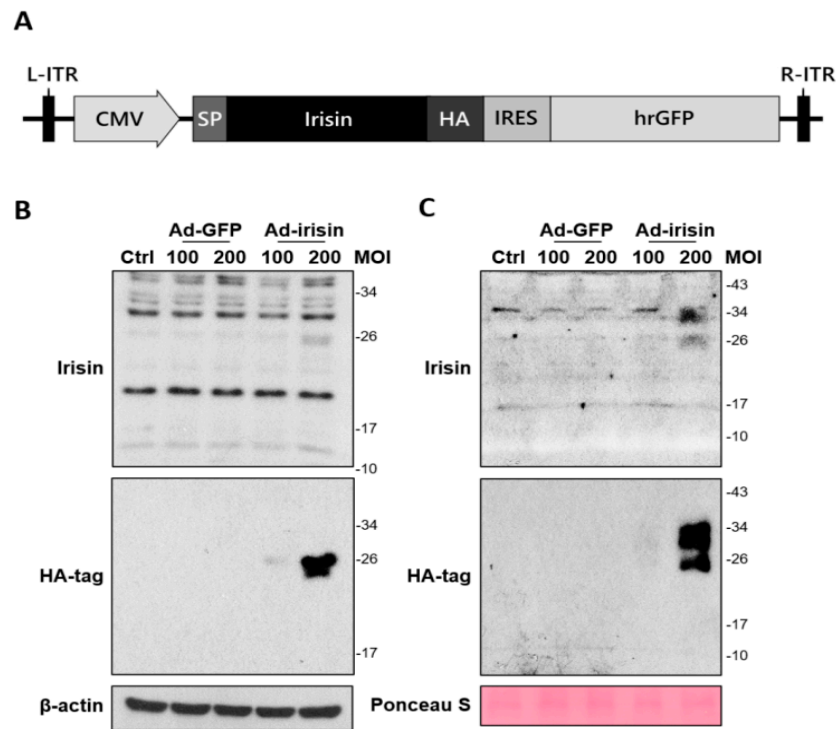 A
L-ITR
R-ITR
CMV
SP
Irisin
HA
IRES
hrGFP
B
Ad-GFP
Ad-irisin
Ctrl 100 200 100 200 MOI
-34
-26
Irisin
-17
-10
-34
-26
HA-tag
-17
β-actin
C
Ad-GFP
Ad-irisin
Ctrl 100 200 100 200 MOI
-43
-34
-26
Irisin
-17
-10
-43
-34
-26
HA-tag
-17
-10
Ponceau S